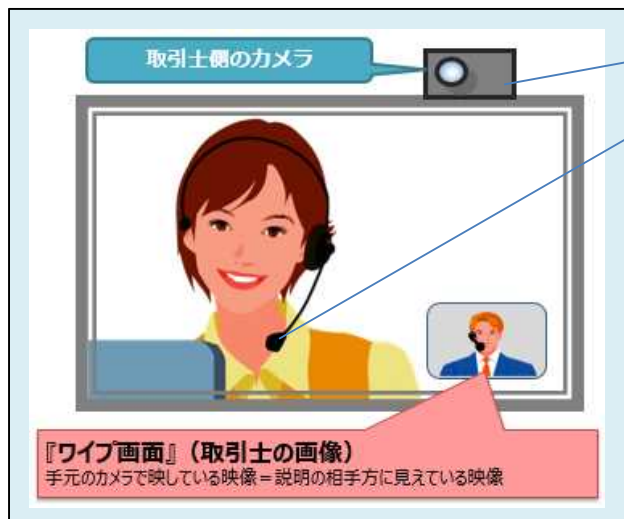 取引士側のカメラ
『ワイプ画面』（取引士の画像）
手元のカメラで映している映像＝説明の相手方に見えている映像